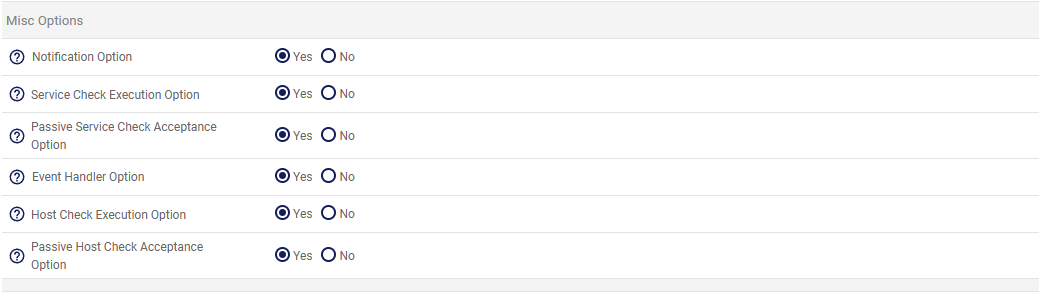 Misc Options
? Notification Option Yes No
? Service Check Execution Option Yes No
? Passive Service Check Acceptance
Option Yes No
? Event Handler Option Yes No
? Host Check Execution Option Yes No
? Passive Host Check Acceptance
Option Yes No